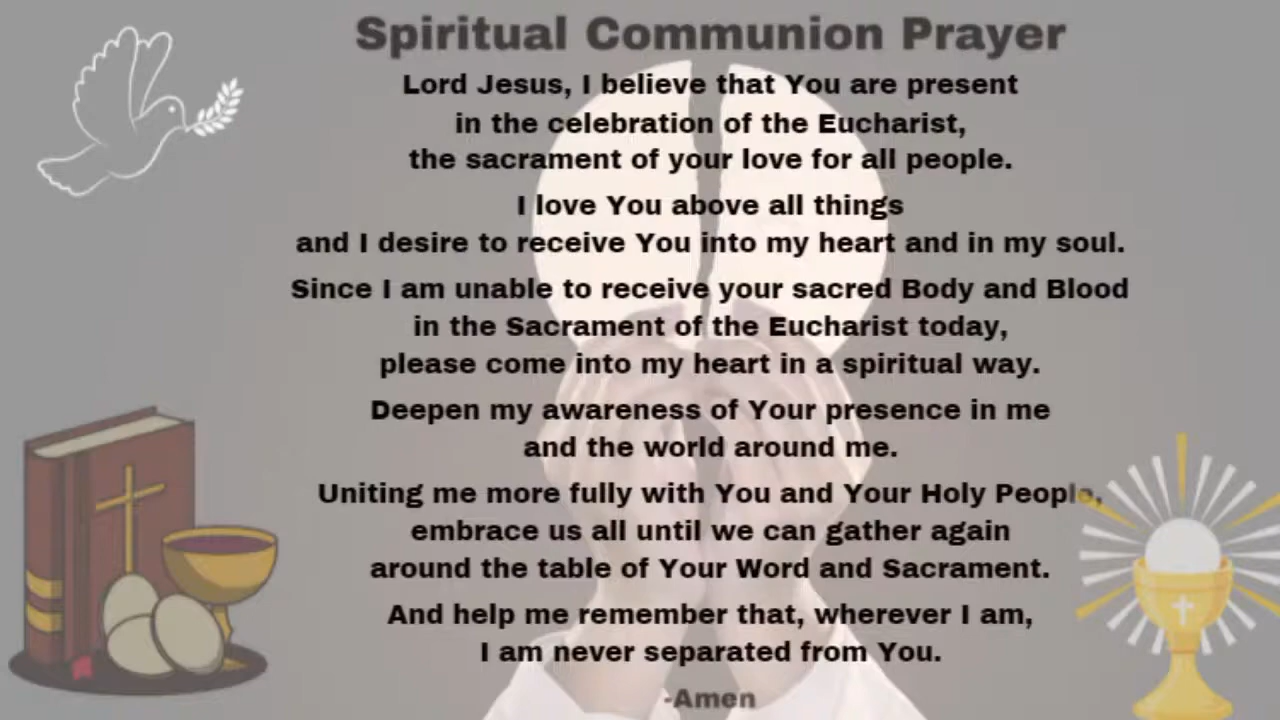 Spiritual Communion Prayer
Lord Jesus, I believe that You are present
in the celebration of the Eucharist,
the sacrament of your love for all people.
I love You above all things
and I desire to receive You into my heart and in my soul.
Since I am unable to receive your sacred Body and Blood
in the Sacrament of the Eucharist today,
please come into my heart in a spiritual way.
Deepen my awareness of Your presence in me
and the world around me.
Uniting me more fully with You and Your Holy People,
embrace us all until we can gather again
around the table of Your Word and Sacrament.
And help me remember that, wherever I am,
I am never separated from You.
-Amen